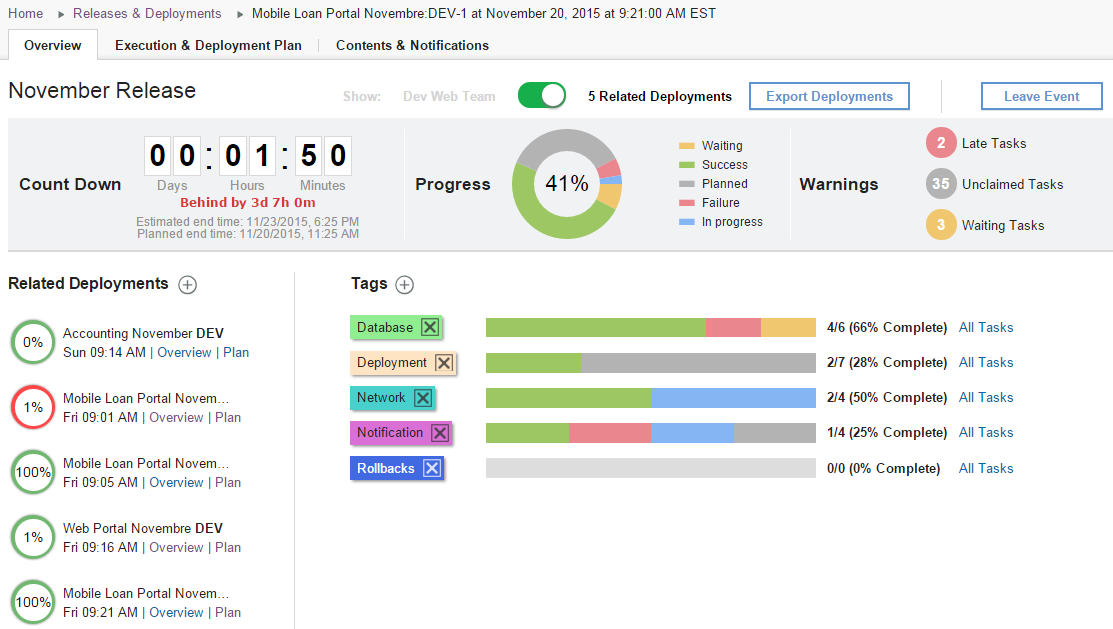 Home ▸ Releases & Deployments ▸ Mobile Loan Portal Novembre:DEV-1 at November 20, 2015 at 9:21:00 AM EST
Overview Execution & Deployment Plan Contents & Notifications
November Release Show: Dev Web Team 5 Related Deployments Export Deployments Leave Event
Count Down
00 : 01 : 50
Days Hours Minutes
Behind by 3d 7h 0m
Estimated end time: 11/23/2015, 6:25 PM
Planned end time: 11/20/2015, 11:25 AM
Progress
41%
Waiting
Success
Planned
Failure
In progress
Warnings
2 Late Tasks
35 Unclaimed Tasks
3 Waiting Tasks
Related Deployments
0% Accounting November DEV
Sun 09:14 AM | Overview | Plan
1% Mobile Loan Portal Novem...
Fri 09:01 AM | Overview | Plan
100% Mobile Loan Portal Novem...
Fri 09:05 AM | Overview | Plan
1% Web Portal Novembre DEV
Fri 09:16 AM | Overview | Plan
100% Mobile Loan Portal Novem...
Fri 09:21 AM | Overview | Plan
Tags
Database 4/6 (66% Complete) All Tasks
Deployment 2/7 (28% Complete) All Tasks
Network 2/4 (50% Complete) All Tasks
Notification 1/4 (25% Complete) All Tasks
Rollbacks 0/0 (0% Complete) All Tasks